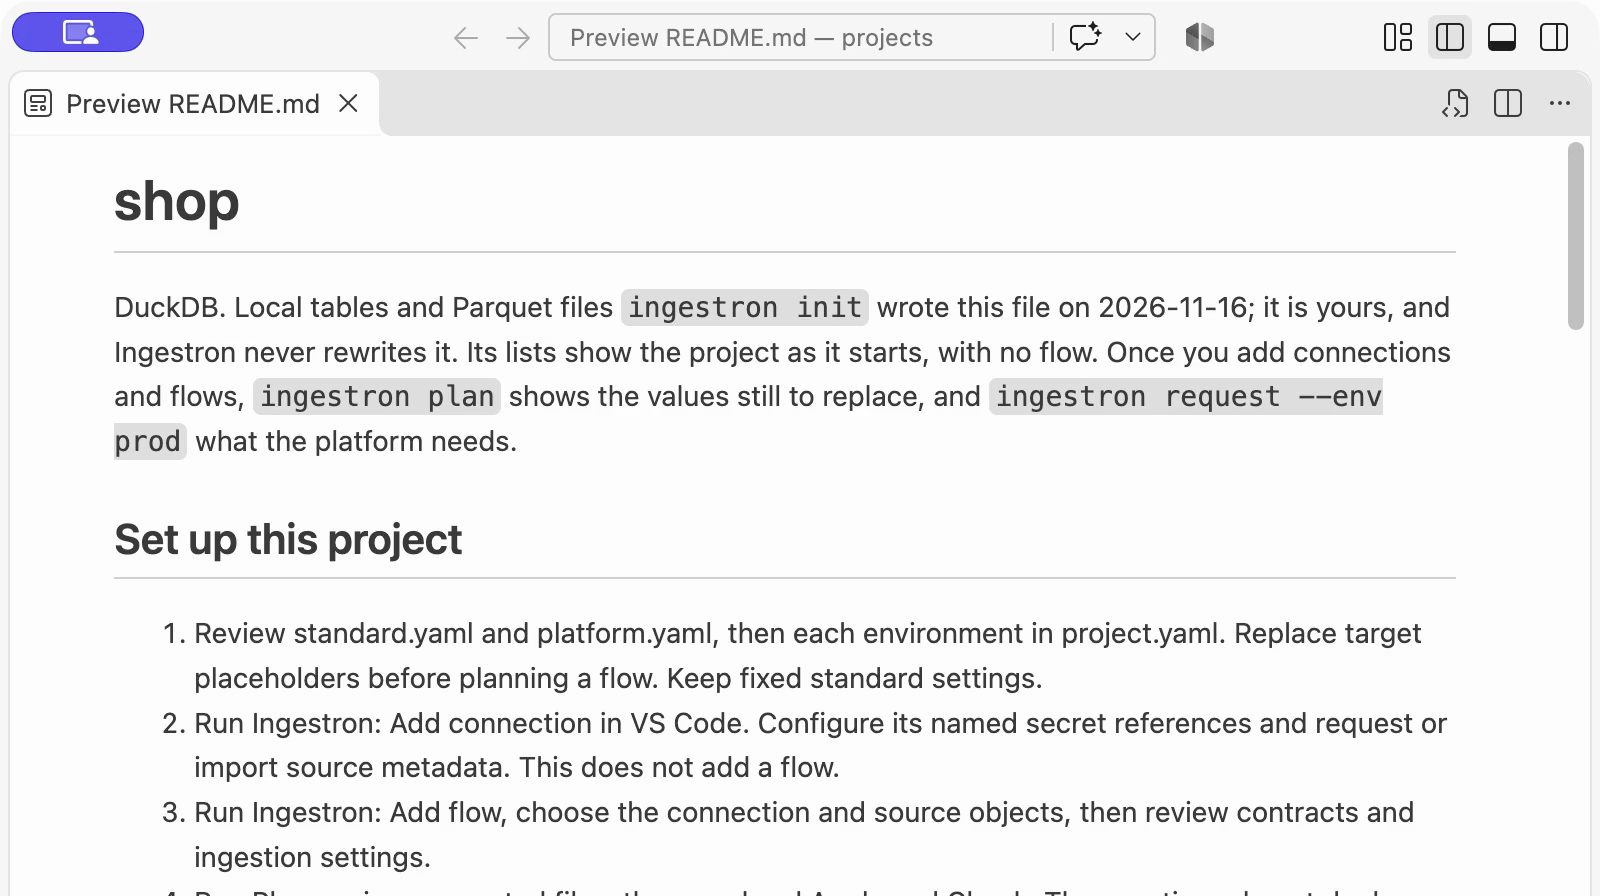 Preview README.md — projects
Preview README.md
shop
DuckDB. Local tables and Parquet files ingestron init wrote this file on 2026-11-16; it is yours, and
Ingestron never rewrites it. Its lists show the project as it starts, with no flow. Once you add connections
and flows, ingestron plan shows the values still to replace, and ingestron request --env
prod what the platform needs.
Set up this project
1. Review standard.yaml and platform.yaml, then each environment in project.yaml. Replace target
placeholders before planning a flow. Keep fixed standard settings.
2. Run Ingestron: Add connection in VS Code. Configure its named secret references and request or
import source metadata. This does not add a flow.
3. Run Ingestron: Add flow, choose the connection and source objects, then review contracts and
ingestion settings.